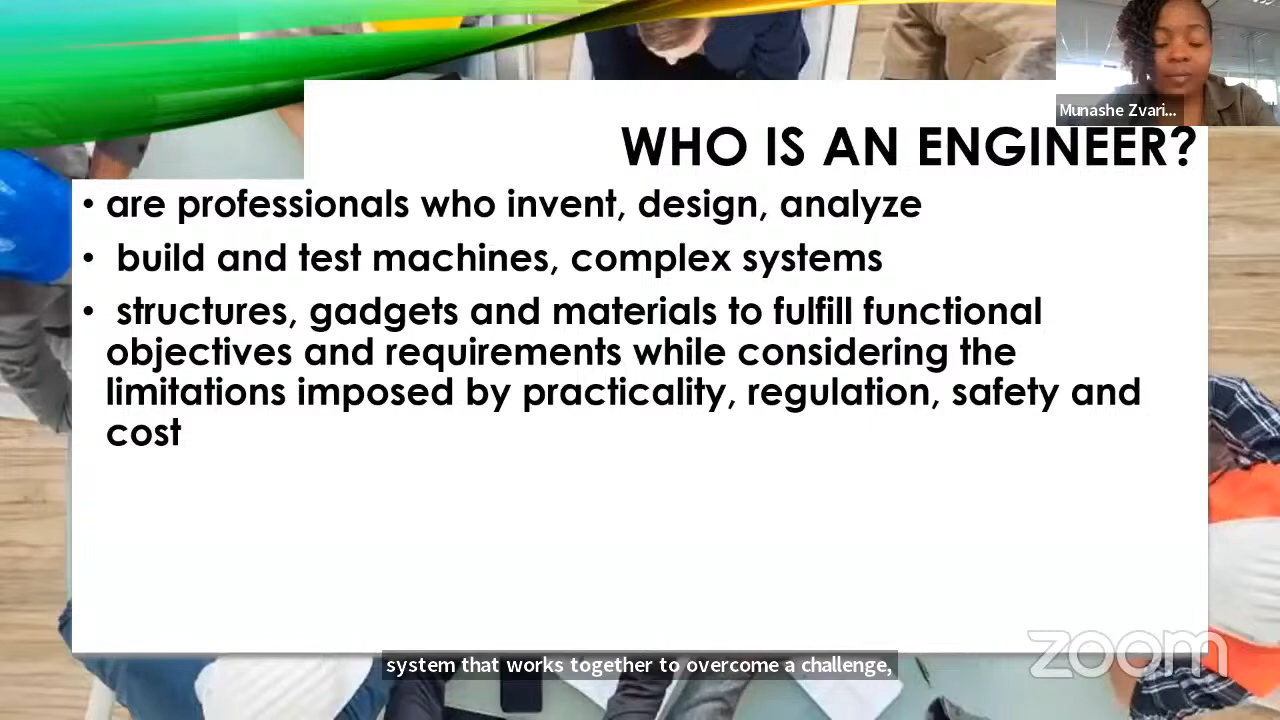 Munashe Zvari...
WHO IS AN ENGINEER?
• are professionals who invent, design, analyze
• build and test machines, complex systems
• structures, gadgets and materials to fulfill functional
objectives and requirements while considering the
limitations imposed by practicality, regulation, safety and
cost
zoom
system that works together to overcome a challenge,